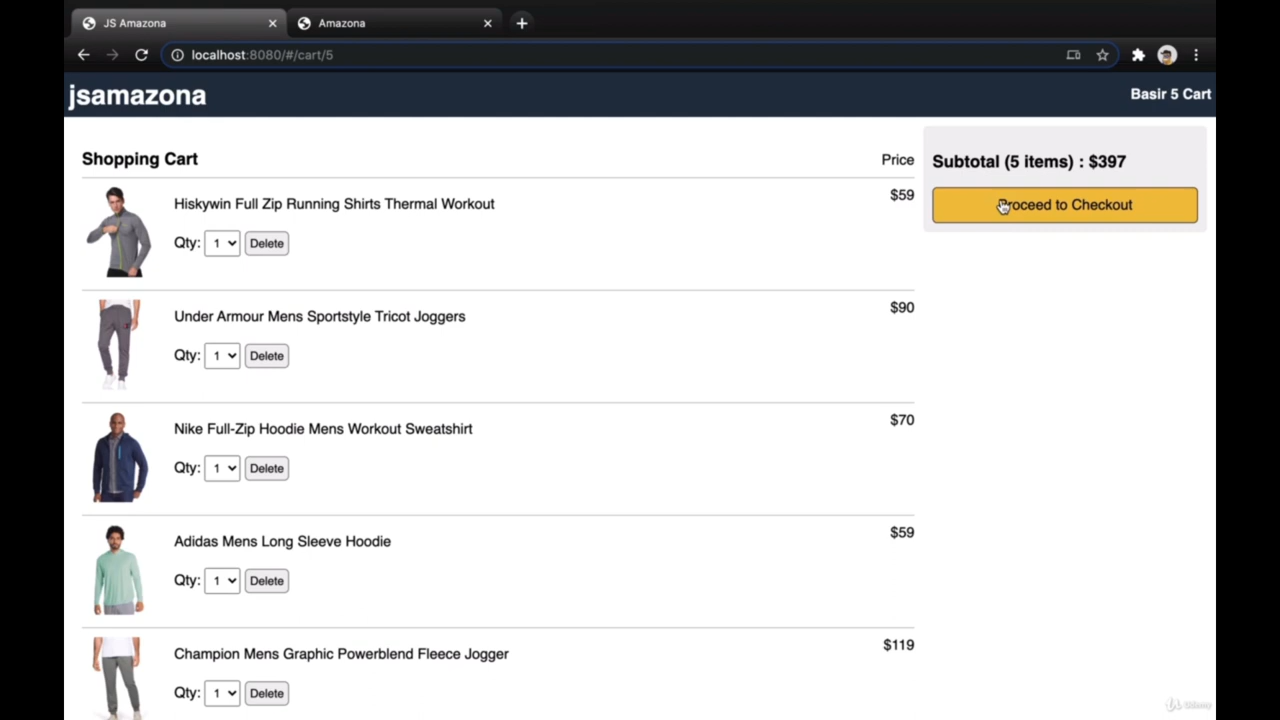 JS Amazona
Amazona
localhost:8080/#/cart/5
jsamazona
Basir 5 Cart
Shopping Cart
Price
Subtotal (5 items) : $397
Proceed to Checkout
Hiskywin Full Zip Running Shirts Thermal Workout
$59
Qty: 1 Delete
Under Armour Mens Sportstyle Tricot Joggers
$90
Qty: 1 Delete
Nike Full-Zip Hoodie Mens Workout Sweatshirt
$70
Qty: 1 Delete
Adidas Mens Long Sleeve Hoodie
$59
Qty: 1 Delete
Champion Mens Graphic Powerblend Fleece Jogger
$119
Qty: 1 Delete
Udemy